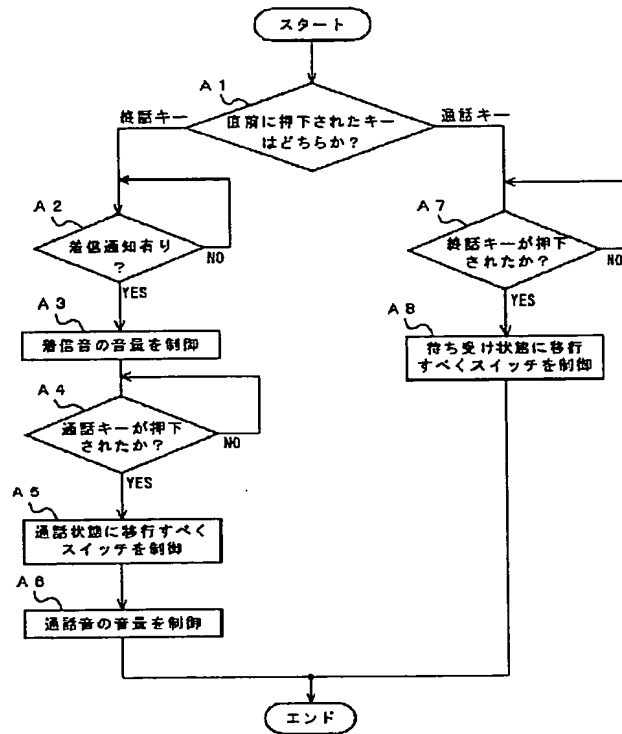 スタート
A1
直前に押下されたキー
はどちらか？
終話キー
通話キー
A2
着信通知有り
？
NO
YES
A3
着信音の音量を制御
A4
通話キーが押下
されたか？
NO
YES
A5
通話状態に移行すべく
スイッチを制御
A6
通話音の音量を制御
A7
終話キーが押下
されたか？
NO
YES
A8
待ち受け状態に移行
すべくスイッチを制御
エンド